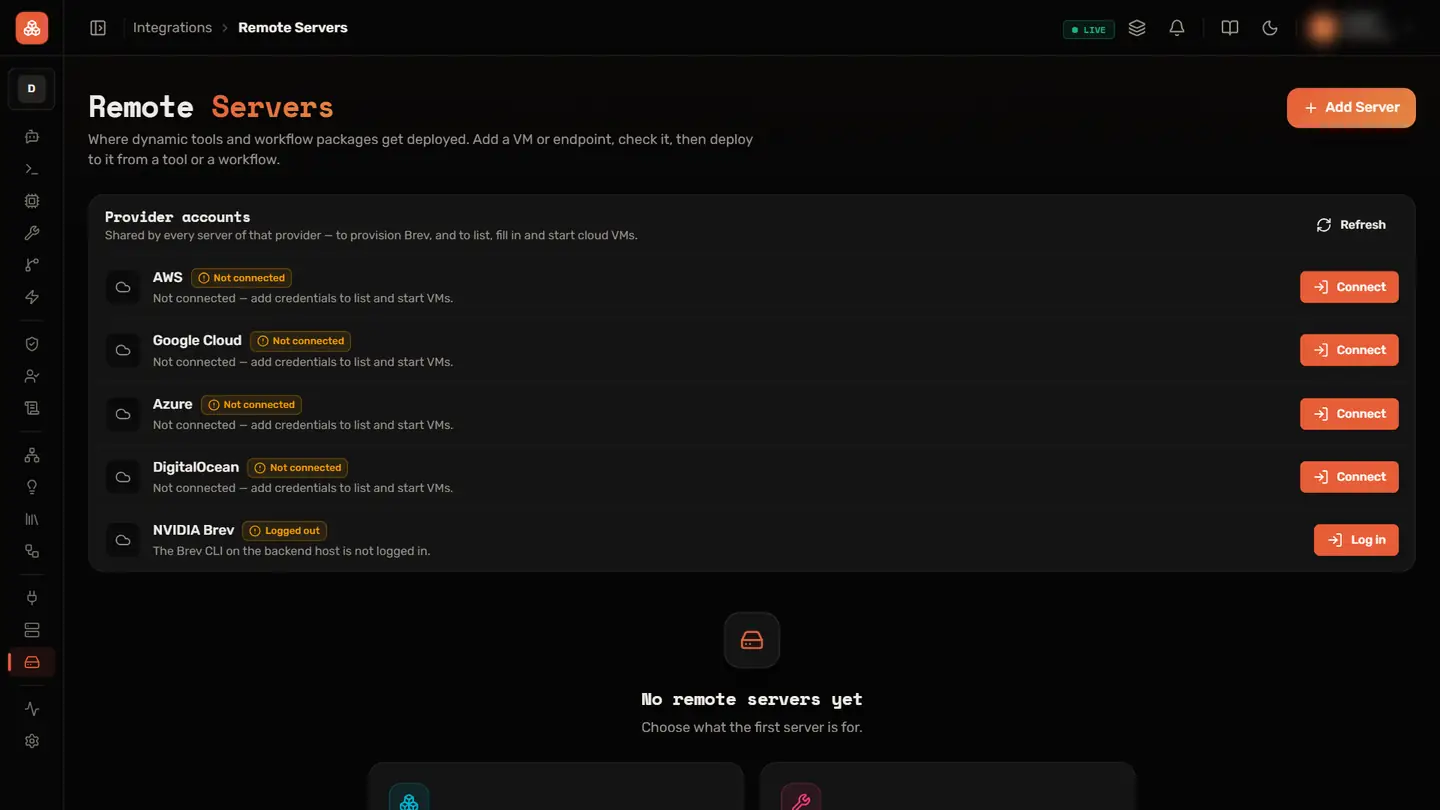 Integrations > Remote Servers
LIVE
D
Remote Servers
Add Server
Where dynamic tools and workflow packages get deployed. Add a VM or endpoint, check it, then deploy
to it from a tool or a workflow.
Provider accounts
Shared by every server of that provider — to provision Brev, and to list, fill in and start cloud VMs.
Refresh
AWS Not connected
Not connected — add credentials to list and start VMs.
Connect
Google Cloud Not connected
Not connected — add credentials to list and start VMs.
Connect
Azure Not connected
Not connected — add credentials to list and start VMs.
Connect
DigitalOcean Not connected
Not connected — add credentials to list and start VMs.
Connect
NVIDIA Brev Logged out
The Brev CLI on the backend host is not logged in.
Log in
No remote servers yet
Choose what the first server is for.